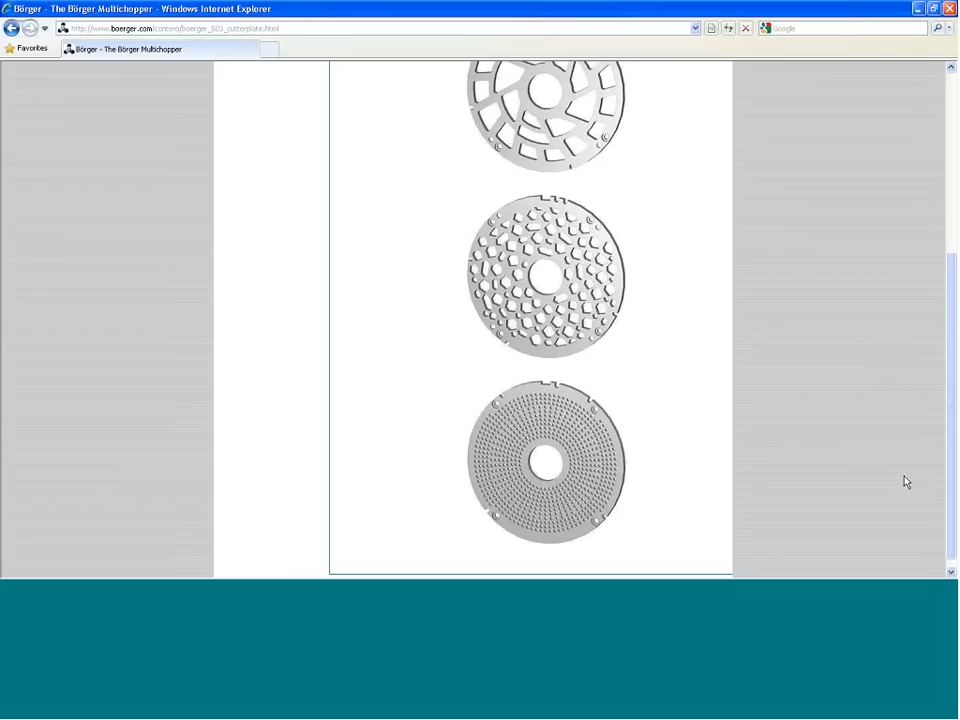 Börger - The Börger Multichopper - Windows Internet Explorer
http://www.boerger.com/contero/boerger_503_cutterplate.html
Google
Favorites
Börger - The Börger Multichopper